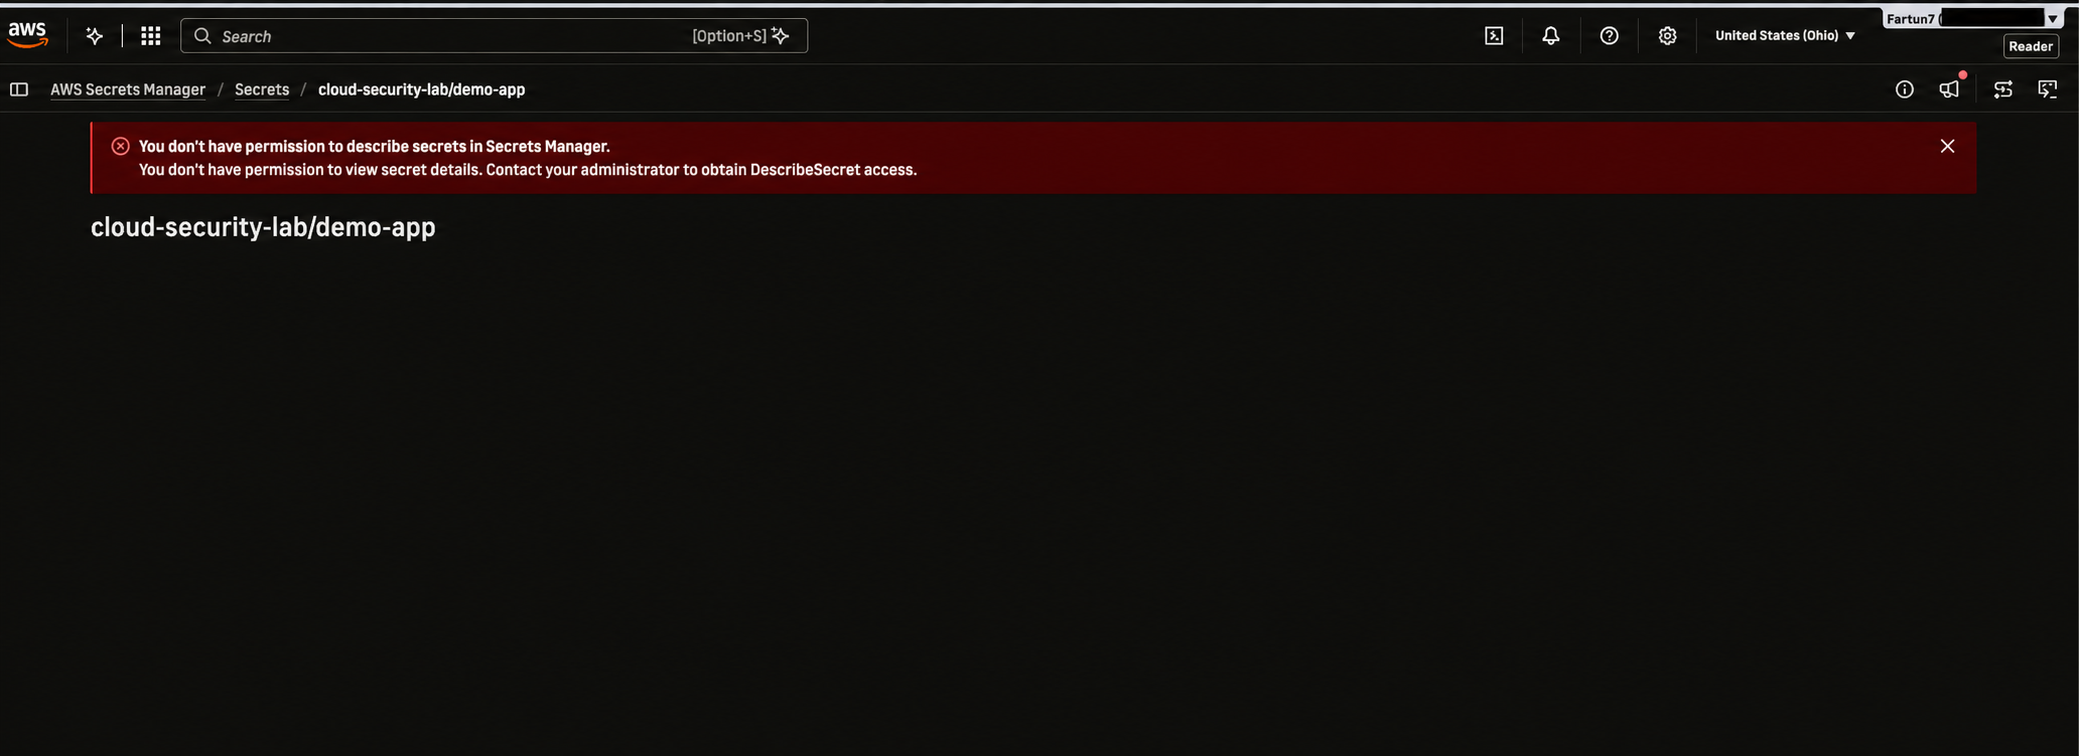 aws
Search
[Option+S]
United States (Ohio)
Fartun7 (
Reader
AWS Secrets Manager / Secrets / cloud-security-lab/demo-app
You don't have permission to describe secrets in Secrets Manager.
You don't have permission to view secret details. Contact your administrator to obtain DescribeSecret access.
cloud-security-lab/demo-app